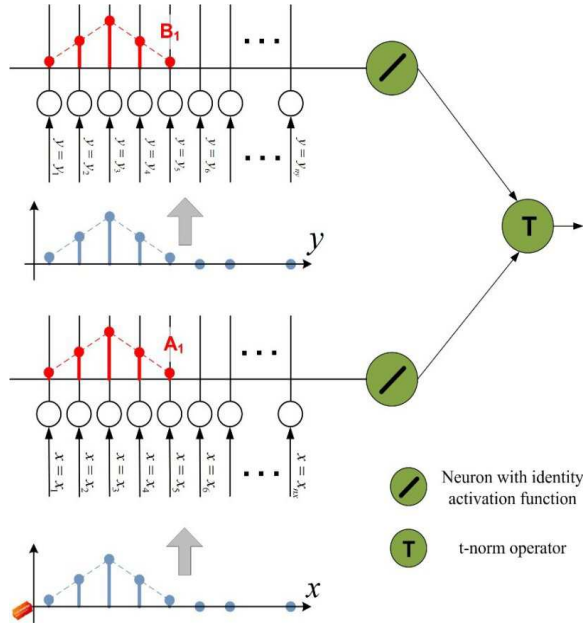 B₁
...
y = y₁ y = y₂ y = y₃ y = y₄ y = y₅ y = y₆ ... y = yₙᵧ
y
A₁
...
x = x₁ x = x₂ x = x₃ x = x₄ x = x₅ x = x₆ ... x = xₙₓ
x
T
Neuron with identity
activation function
T
t-norm operator